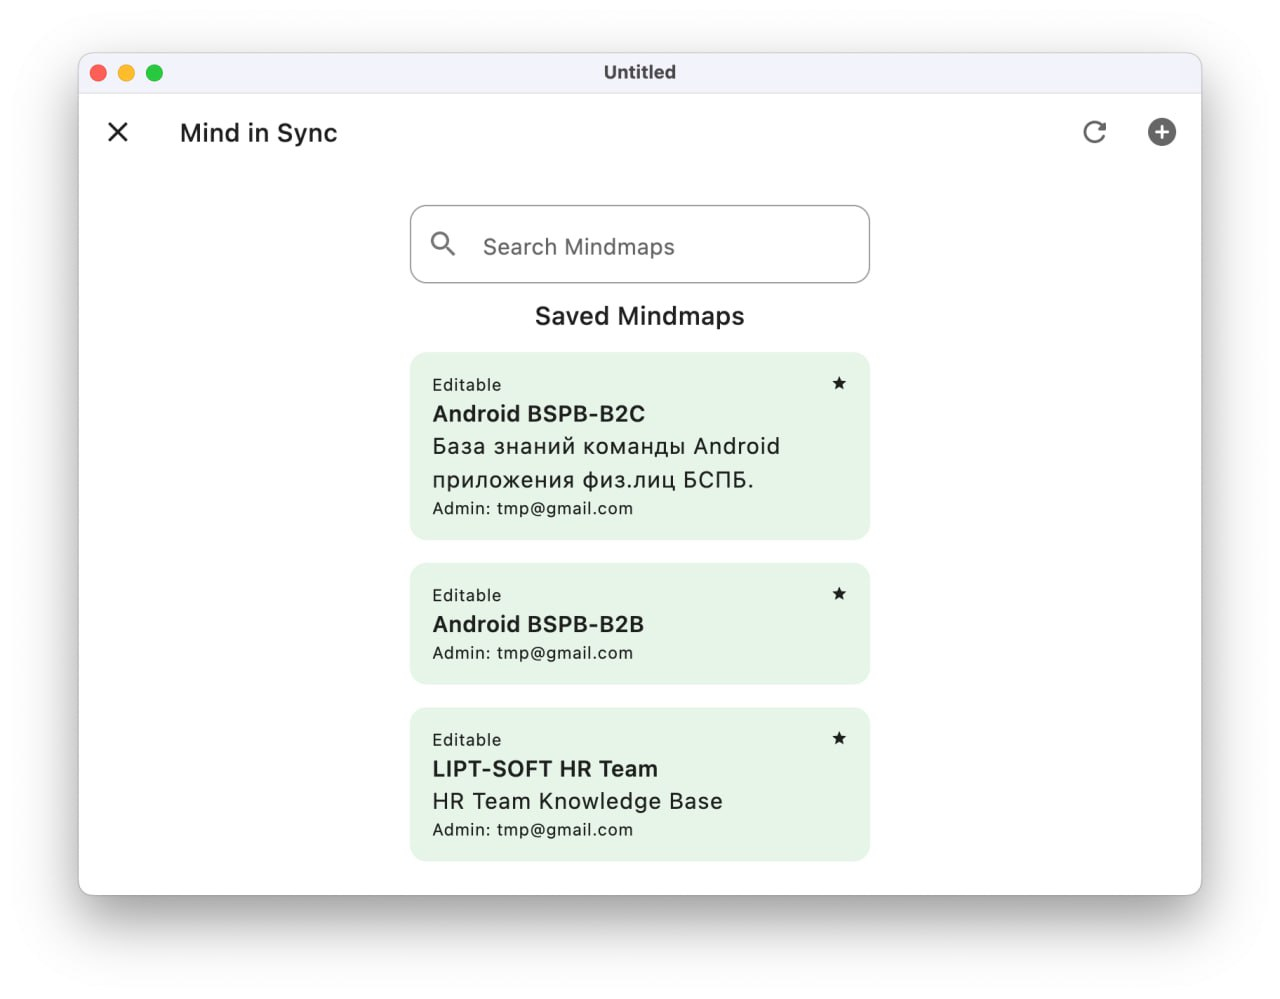 Untitled
Mind in Sync
Search Mindmaps
Saved Mindmaps
Editable
Android BSPB-B2C
База знаний команды Android
приложения физ.лиц БСПБ.
Admin: tmp@gmail.com
Editable
Android BSPB-B2B
Admin: tmp@gmail.com
Editable
LIPT-SOFT HR Team
HR Team Knowledge Base
Admin: tmp@gmail.com